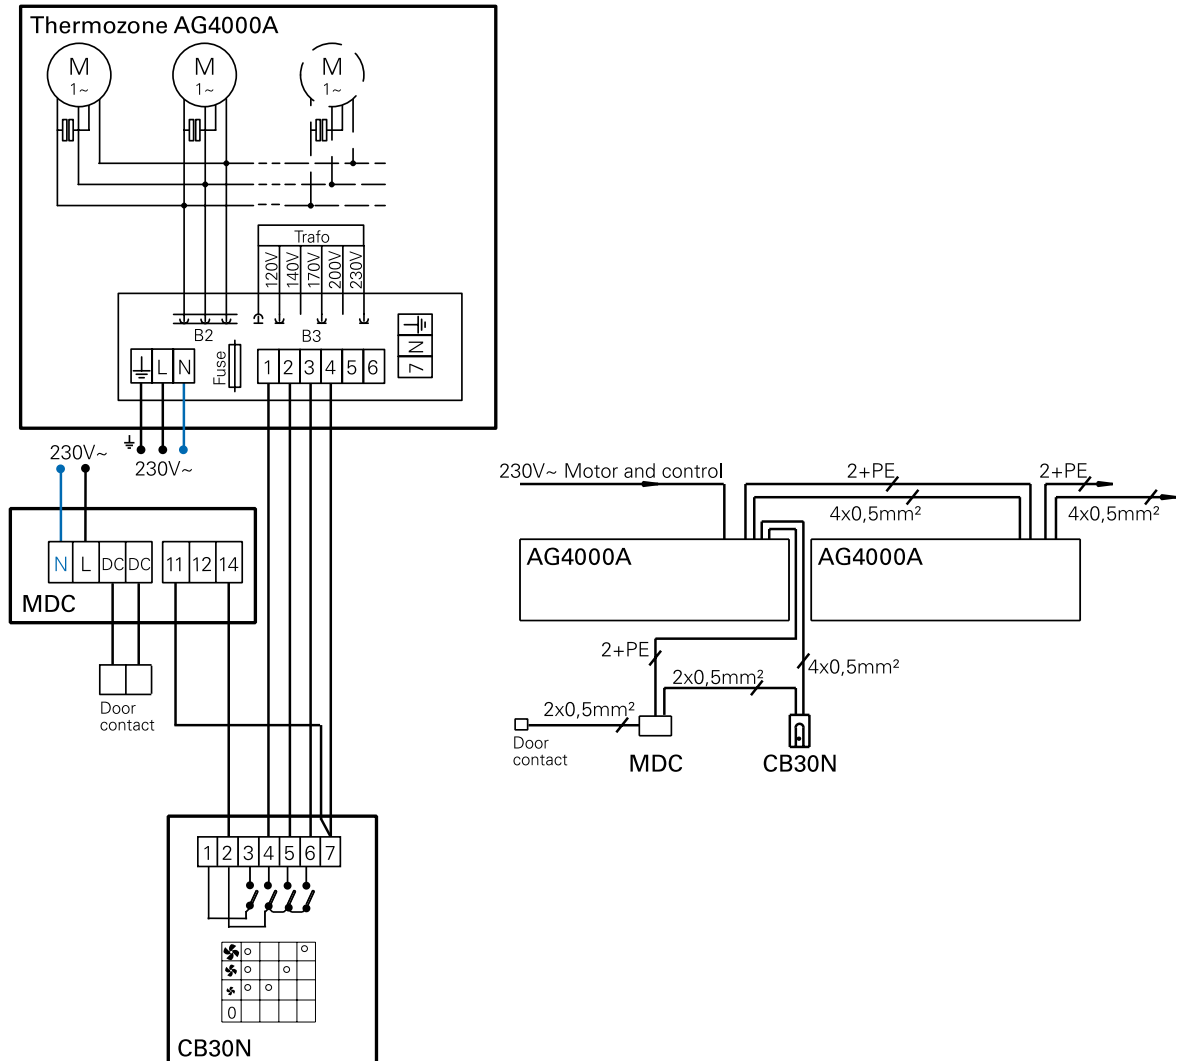 Thermozone AG4000A
M M M
1~ 1~ 1~
Trafo
120V 140V 170V 200V 230V
B2 B3
Fuse
L N
1 2 3 4 5 6
7 N
230V~
230V~
N L DC DC 11 12 14
MDC
Door
contact
1 2 3 4 5 6 7
0
CB30N
230V~ Motor and control
2+PE
2+PE
4x0,5mm²
4x0,5mm²
AG4000A
AG4000A
2+PE
4x0,5mm²
2x0,5mm²
2x0,5mm²
Door
contact
MDC
CB30N